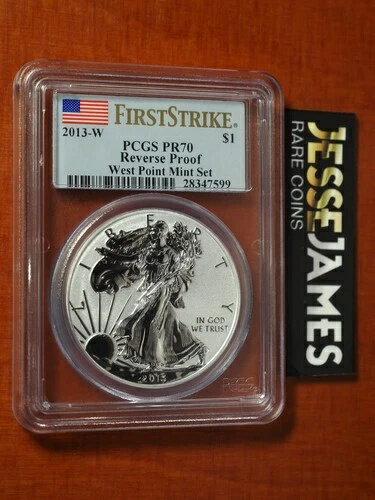 FIRSTSTRIKE®
2013-W $1
PCGS PR70
Reverse Proof
West Point Mint Set
28347599
LIBERTY
IN GOD
WE TRUST
2013
PCGS
JESSE JAMES
RARE COINS